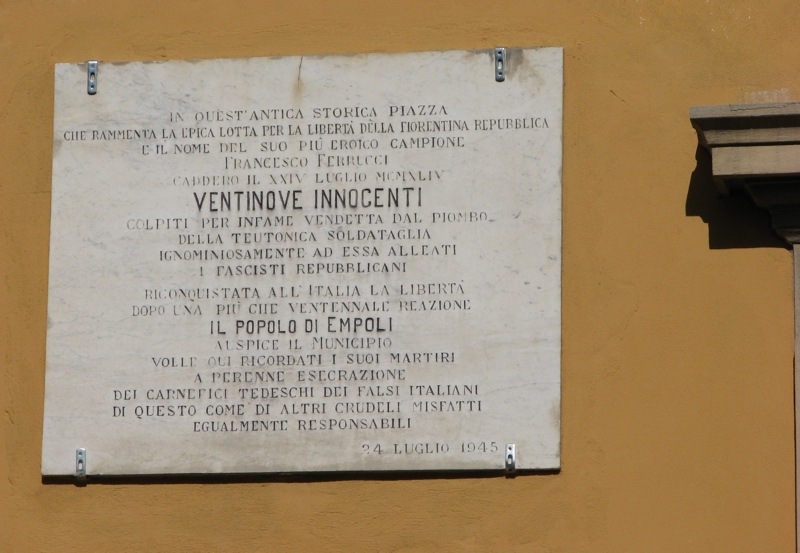 IN QUEST'ANTICA STORICA PIAZZA
CHE RAMMENTA LA EPICA LOTTA PER LA LIBERTÀ DELLA FIORENTINA REPUBBLICA
E IL NOME DEL SUO PIÙ EROICO CAMPIONE
FRANCESCO FERRUCCI
CADDERO IL XXIV LUGLIO MCMXLIV
VENTINOVE INNOCENTI
COLPITI PER INFAME VENDETTA DAL PIOMBO
DELLA TEUTONICA SOLDATAGLIA
IGNOMINIOSAMENTE AD ESSA ALLEATI
I FASCISTI REPUBBLICANI
RICONQUISTATA ALL'ITALIA LA LIBERTÀ
DOPO UNA PIÙ CHE VENTENNALE REAZIONE
IL POPOLO DI EMPOLI
AUSPICE IL MUNICIPIO
VOLLE QUI RICORDATI I SUOI MARTIRI
A PERENNE ESECRAZIONE
DEI CARNEFICI TEDESCHI DEI FALSI ITALIANI
DI QUESTO COME DI ALTRI CRUDELI MISFATTI
EGUALMENTE RESPONSABILI
24 LUGLIO 1945